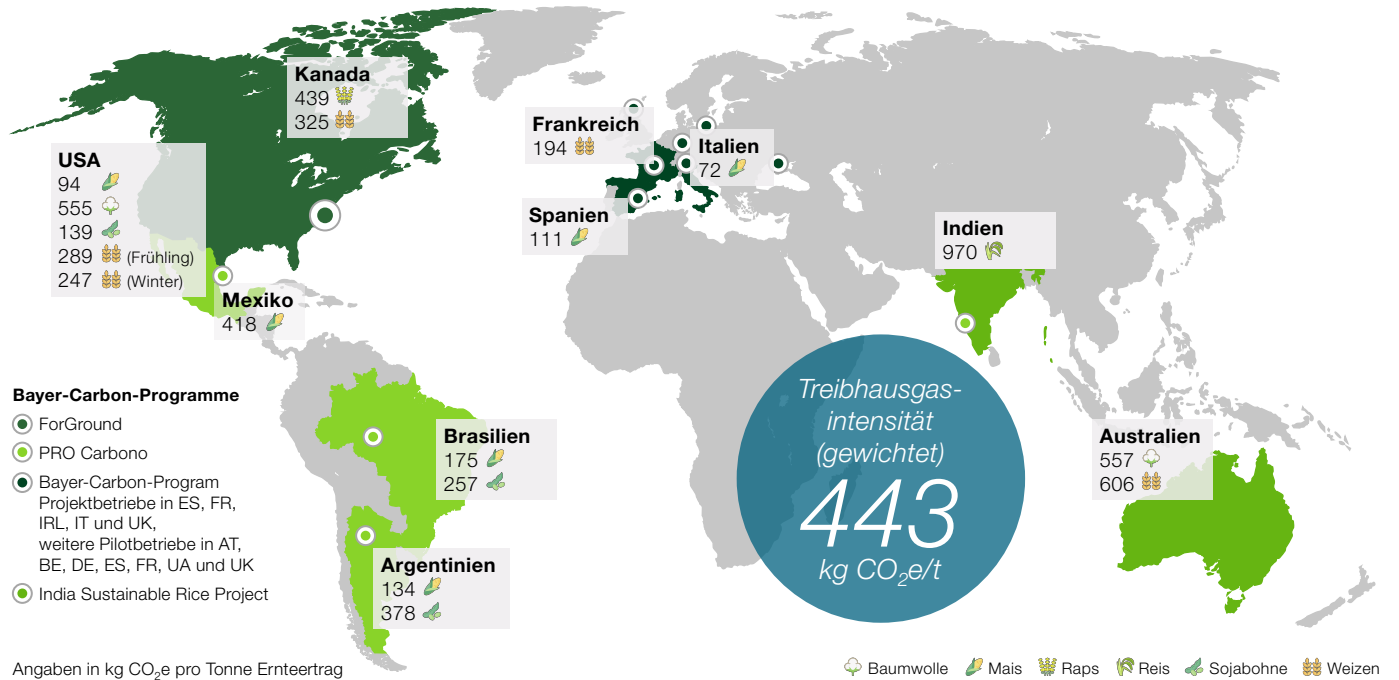 Kanada
439
325
USA
94
555
139
289 (Frühling)
247 (Winter)
Mexiko
418
Frankreich
194
Italien
72
Spanien
111
Indien
970
Bayer-Carbon-Programme
ForGround
PRO Carbono
Bayer-Carbon-Program
Projektbetriebe in ES, FR,
IRL, IT und UK,
weitere Pilotbetriebe in AT,
BE, DE, ES, FR, UA und UK
India Sustainable Rice Project
Brasilien
175
257
Argentinien
134
378
Treibhausgas-
intensität
(gewichtet)
443
kg CO₂e/t
Australien
557
606
Angaben in kg CO₂e pro Tonne Ernteertrag
Baumwolle Mais Raps Reis Sojabohne Weizen